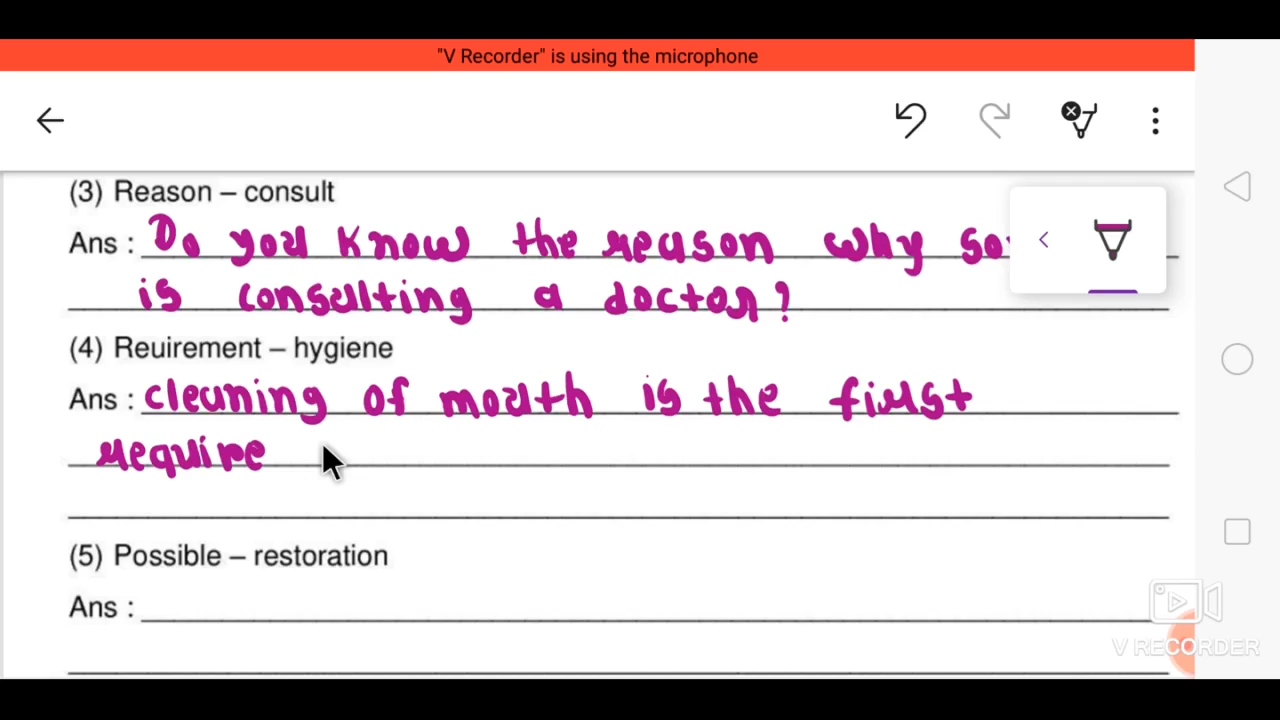 "V Recorder" is using the microphone
(3) Reason – consult
Ans : Do you know the reason why so
is consulting a doctor?
(4) Reuirement – hygiene
Ans : cleaning of mouth is the first
require
(5) Possible – restoration
Ans :
V RECORDER